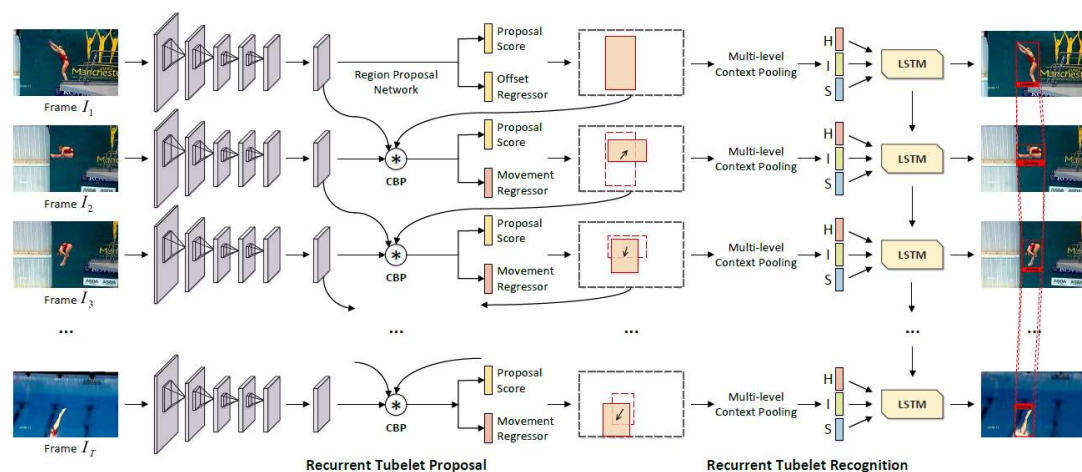 Proposal
Score
Region Proposal
Network
Offset
Regressor
Multi-level
Context Pooling
H
I
S
LSTM
Manchester
Frame I1
Proposal
Score
CBP
Movement
Regressor
Multi-level
Context Pooling
H
I
S
LSTM
Frame I2
Proposal
Score
CBP
Movement
Regressor
Multi-level
Context Pooling
H
I
S
LSTM
Frame I3
...
...
...
...
...
Proposal
Score
CBP
Movement
Regressor
Multi-level
Context Pooling
H
I
S
LSTM
Frame IT
Recurrent Tubelet Proposal
Recurrent Tubelet Recognition